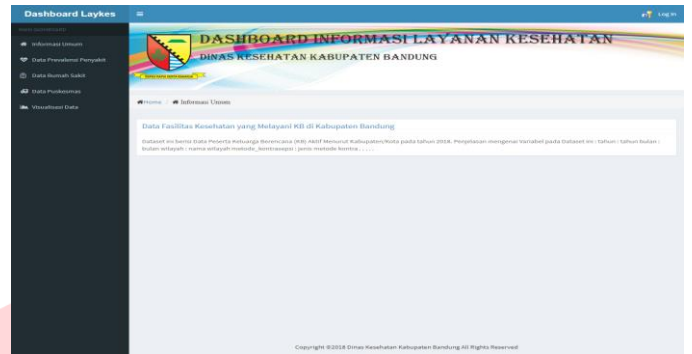 Dashboard Laykes
Log In
Informasi Umum
Data Prevalensi Penyakit
Data Rumah Sakit
Data Puskesmas
Visualisasi Data
DASHBOARD INFORMASI LAYANAN KESEHATAN
DINAS KESEHATAN KABUPATEN BANDUNG
Home / Informasi Umum
Data Fasilitas Kesehatan yang Melayani KB di Kabupaten Bandung
Dataset ini berisi Data Peserta Keluarga Berencana (KB) Aktif Menurut Kabupaten/Kota pada tahun 2018. Penjelasan mengenai Variabel pada Dataset ini : tahun : tahun bulan :
bulan wilayah : nama wilayah metode_kontrasepsi : jenis metode kontra . . . . .
Copyright ©2018 Dinas Kesehatan Kabupaten Bandung All Rights Reserved